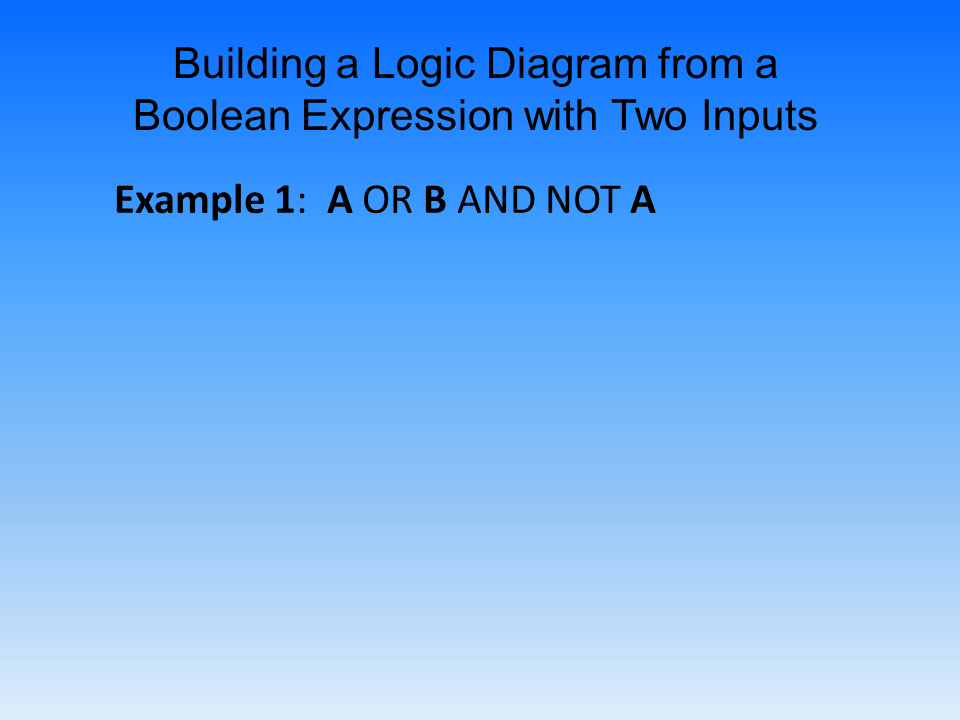 Building a Logic Diagram from a
Boolean Expression with Two Inputs
Example 1: A OR B AND NOT A